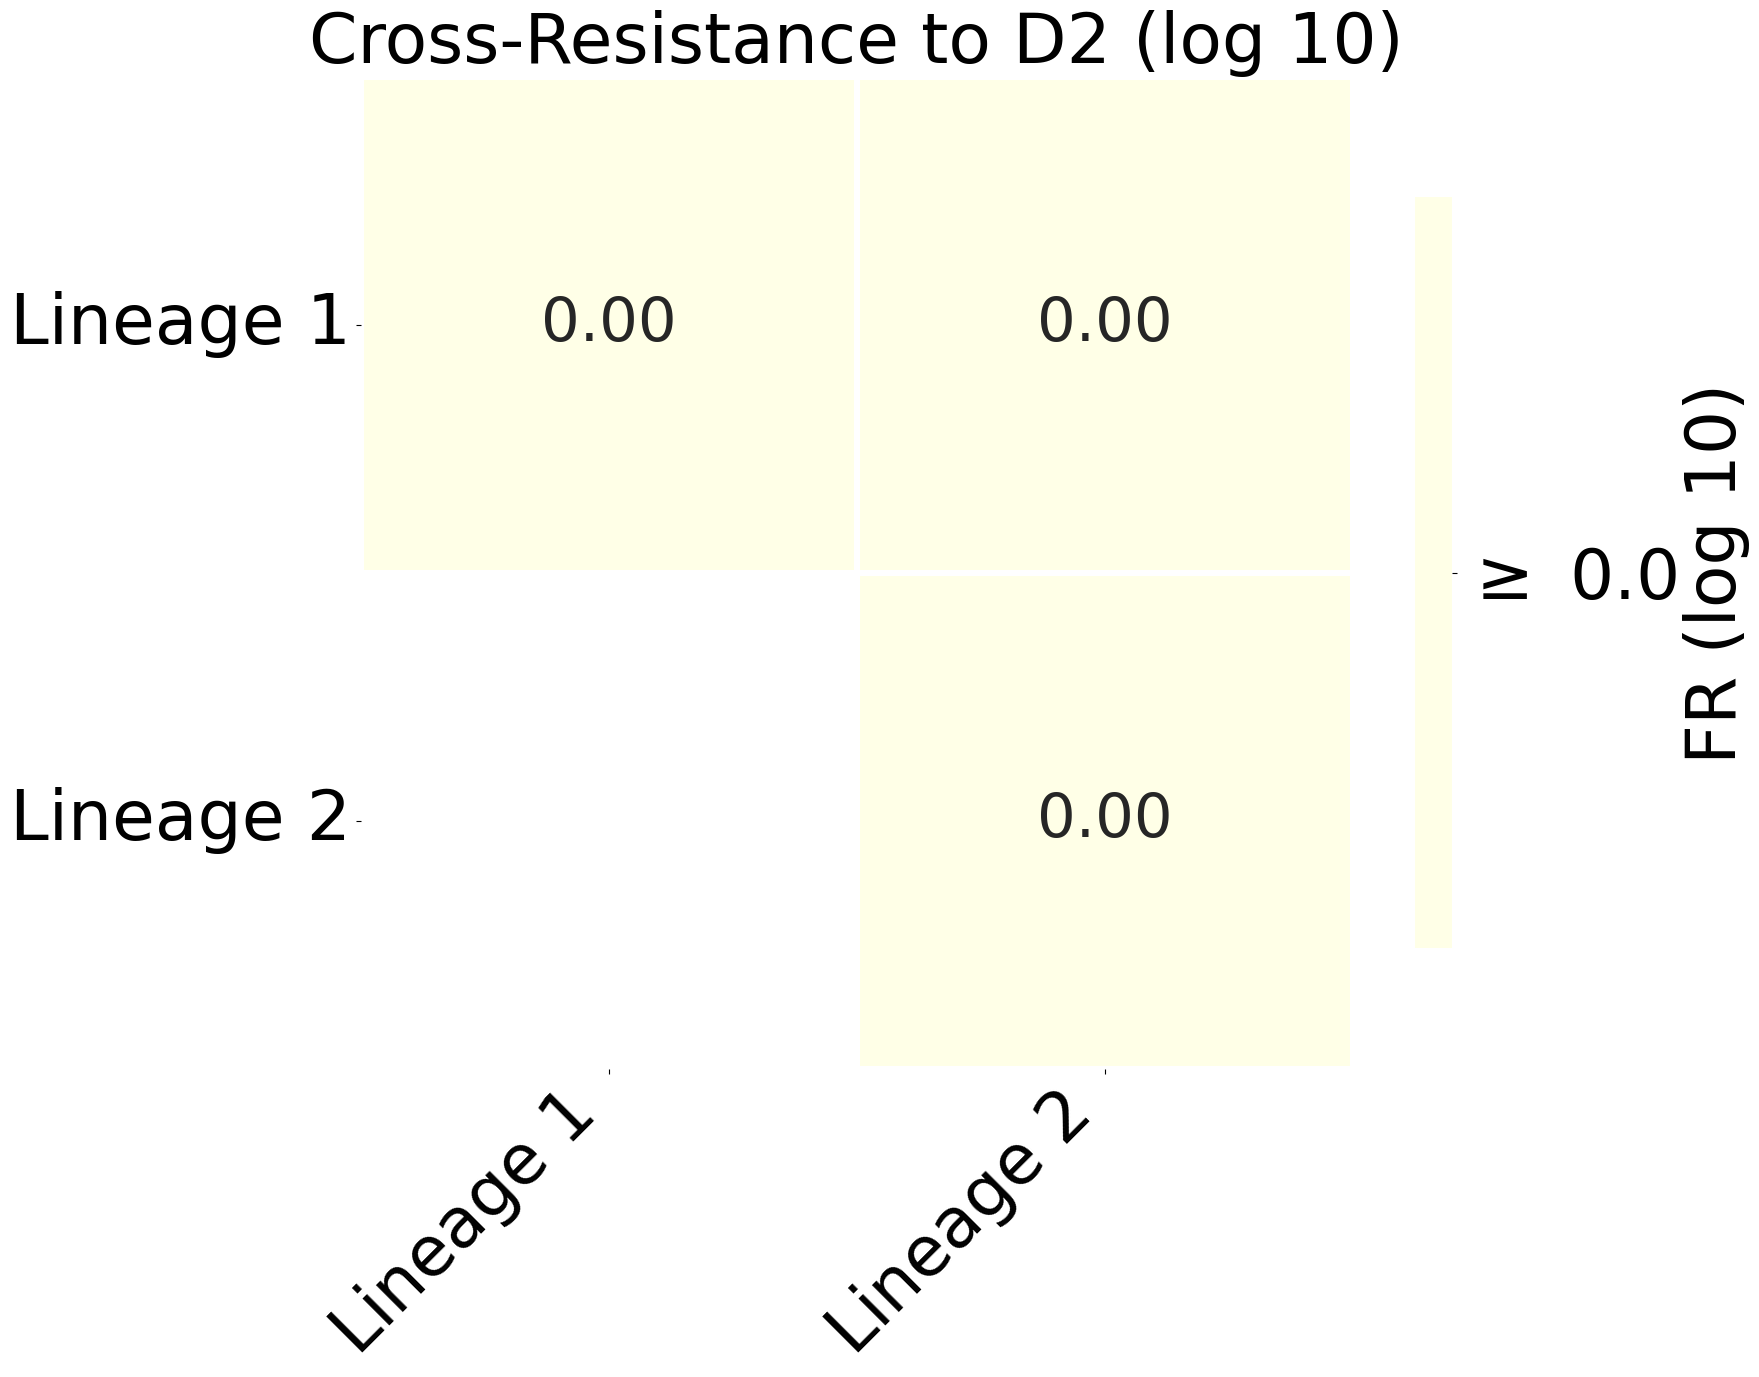 Cross-Resistance to D2 (log 10)
Lineage 1
0.00
0.00
≥ 0.0
FR (log 10)
Lineage 2
0.00
Lineage 1
Lineage 2